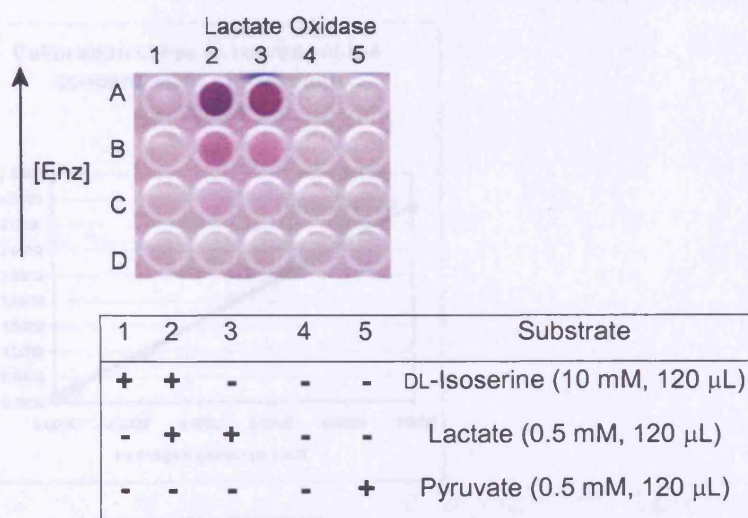 Lactate Oxidase
1 2 3 4 5
A
B
[Enz]
C
D
1 2 3 4 5 Substrate
+ + - - - DL-Isoserine (10 mM, 120 µL)
- + + - - Lactate (0.5 mM, 120 µL)
- - - - + Pyruvate (0.5 mM, 120 µL)